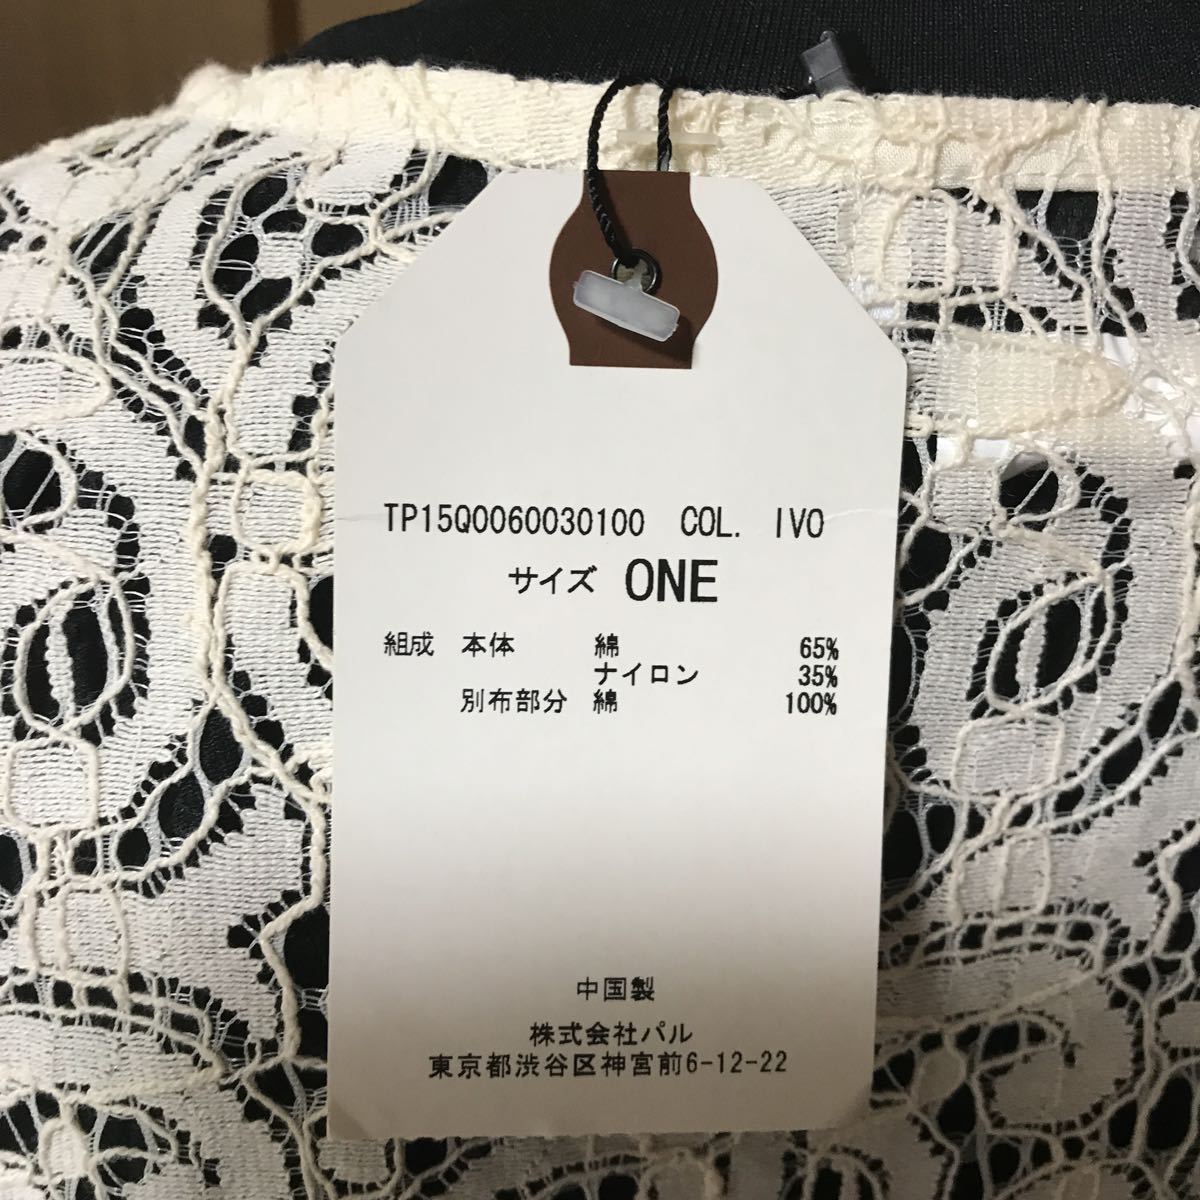 TP15Q0060030100 COL. IVO
サイズ ONE
組成 本体 綿 65%
ナイロン 35%
別布部分 綿 100%
中国製
株式会社パル
東京都渋谷区神宮前6-12-22